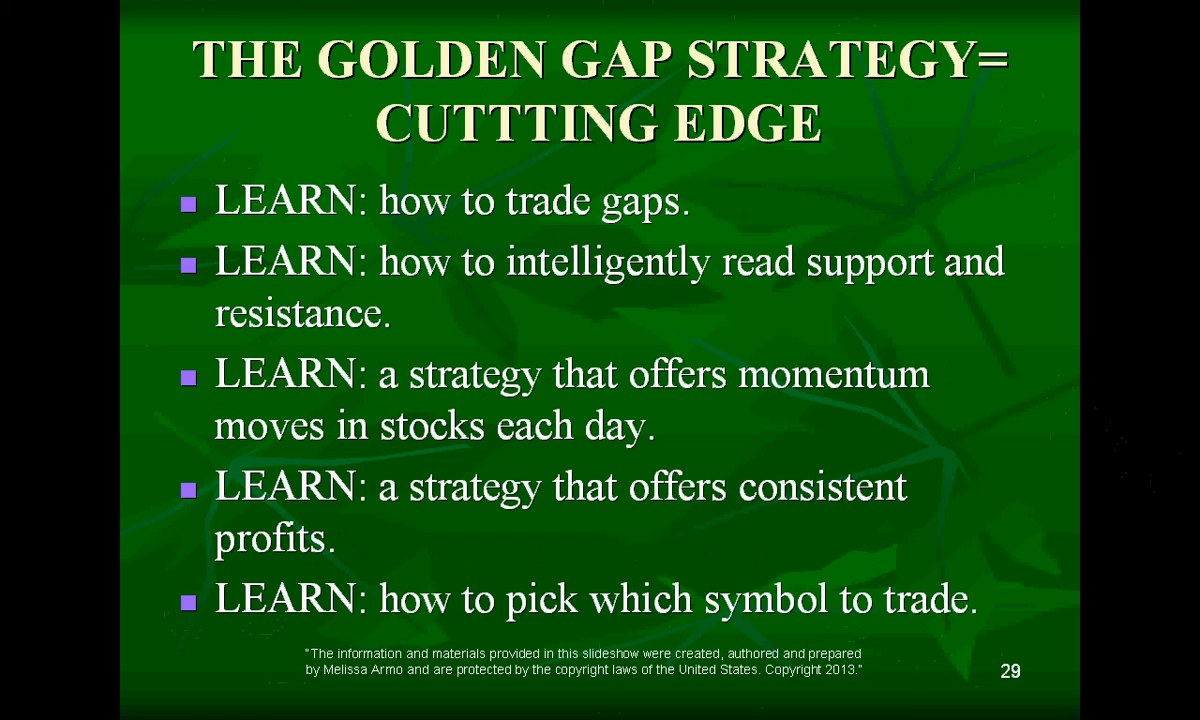 THE GOLDEN GAP STRATEGY=
CUTTTING EDGE
LEARN: how to trade gaps.
LEARN: how to intelligently read support and
resistance.
LEARN: a strategy that offers momentum
moves in stocks each day.
LEARN: a strategy that offers consistent
profits.
LEARN: how to pick which symbol to trade.
"The information and materials provided in this slideshow were created, authored and prepared
by Melissa Armo and are protected by the copyright laws of the United States. Copyright 2013."
29